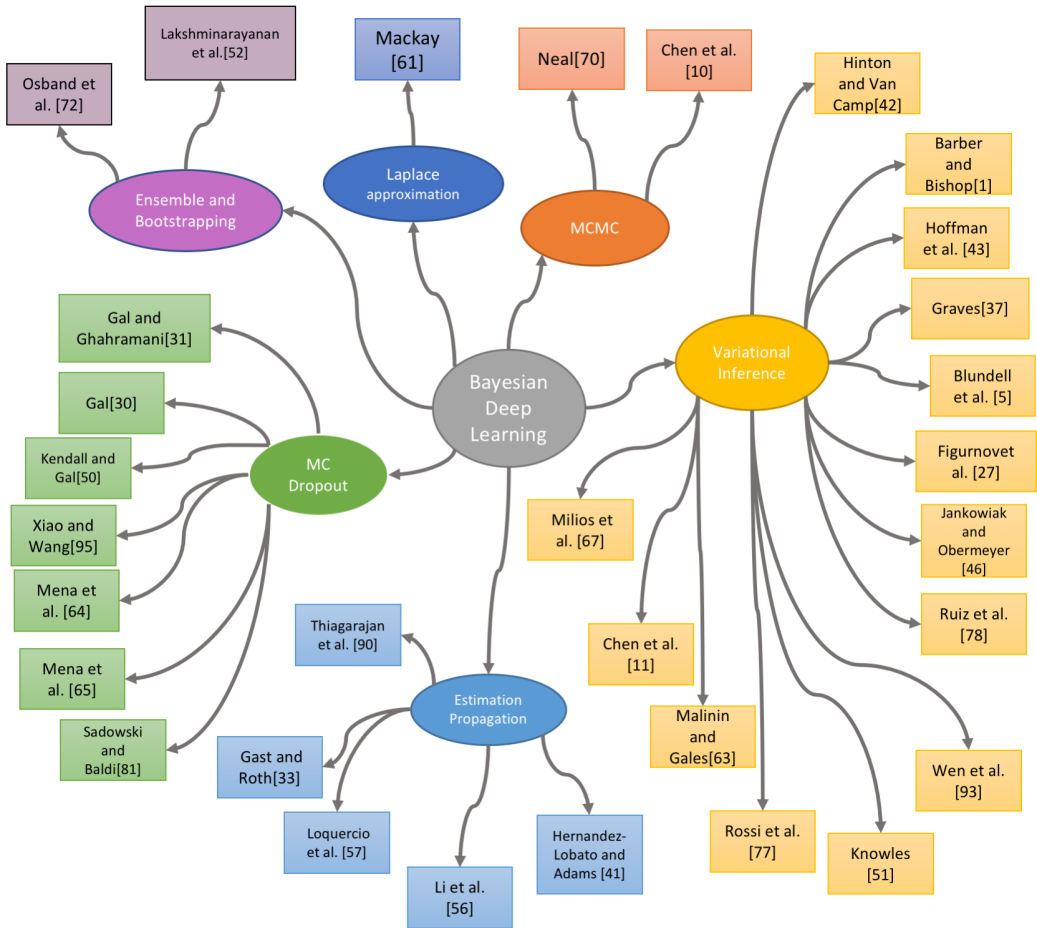 Lakshminarayanan
et al.[52]
Osband et
al. [72]
Mackay
[61]
Neal[70]
Chen et al.
[10]
Hinton
and Van
Camp[42]
Ensemble and
Bootstrapping
Laplace
approximation
MCMC
Barber
and
Bishop[1]
Hoffman
et al. [43]
Graves[37]
Gal and
Ghahramani[31]
Variational
Inference
Blundell
et al. [5]
Bayesian
Deep
Learning
Gal[30]
Kendall and
Gal[50]
MC
Dropout
Figurnovet
al. [27]
Xiao and
Wang[95]
Milios et
al. [67]
Jankowiak
and
Obermeyer
[46]
Mena et
al. [64]
Thiagarajan
et al. [90]
Chen et al.
[11]
Ruiz et al.
[78]
Mena et
al. [65]
Estimation
Propagation
Malinin
and
Gales[63]
Sadowski
and
Baldi[81]
Gast and
Roth[33]
Wen et al.
[93]
Loquercio
et al. [57]
Hernandez-
Lobato and
Adams [41]
Rossi et al.
[77]
Knowles
[51]
Li et al.
[56]